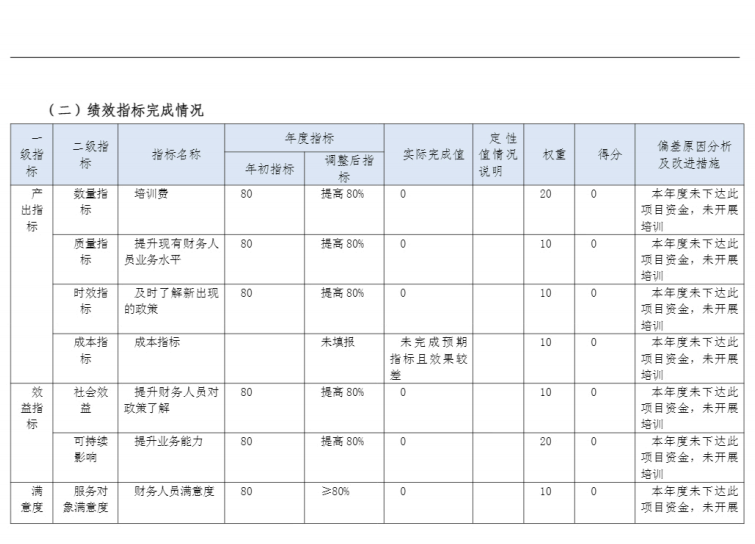 （二）绩效指标完成情况
一级指标 二级指标 指标名称 年度指标 年初指标 调整后指标 实际完成值 定性值情况说明 权重 得分 偏差原因分析及改进措施
产出指标 数量指标 培训费 80 提高80% 0 20 0 本年度未下达此项目资金，未开展培训
质量指标 提升现有财务人员业务水平 80 提高80% 0 10 0 本年度未下达此项目资金，未开展培训
时效指标 及时了解新出现的政策 80 提高80% 0 10 0 本年度未下达此项目资金，未开展培训
成本指标 成本指标 未填报 未完成预期指标且效果较差 10 0 本年度未下达此项目资金，未开展培训
效益指标 社会效益 提升财务人员对政策了解 80 提高80% 0 10 0 本年度未下达此项目资金，未开展培训
可持续影响 提升业务能力 80 提高80% 0 20 0 本年度未下达此项目资金，未开展培训
满意度 服务对象满意度 财务人员满意度 80 ≥80% 0 10 0 本年度未下达此项目资金，未开展